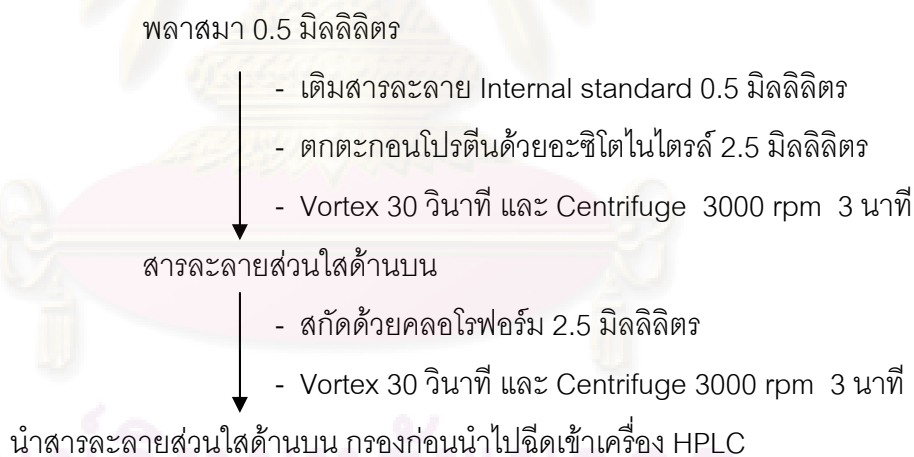 พลาสมา 0.5 มิลลิลิตร
- เติมสารละลาย Internal standard 0.5 มิลลิลิตร
- ตกตะกอนโปรตีนด้วยอะซิโตไนไตรล์ 2.5 มิลลิลิตร
- Vortex 30 วินาที และ Centrifuge 3000 rpm 3 นาที
สารละลายส่วนใสด้านบน
- สกัดด้วยคลอโรฟอร์ม 2.5 มิลลิลิตร
- Vortex 30 วินาที และ Centrifuge 3000 rpm 3 นาที
นำสารละลายส่วนใสด้านบน กรองก่อนนำไปฉีดเข้าเครื่อง HPLC